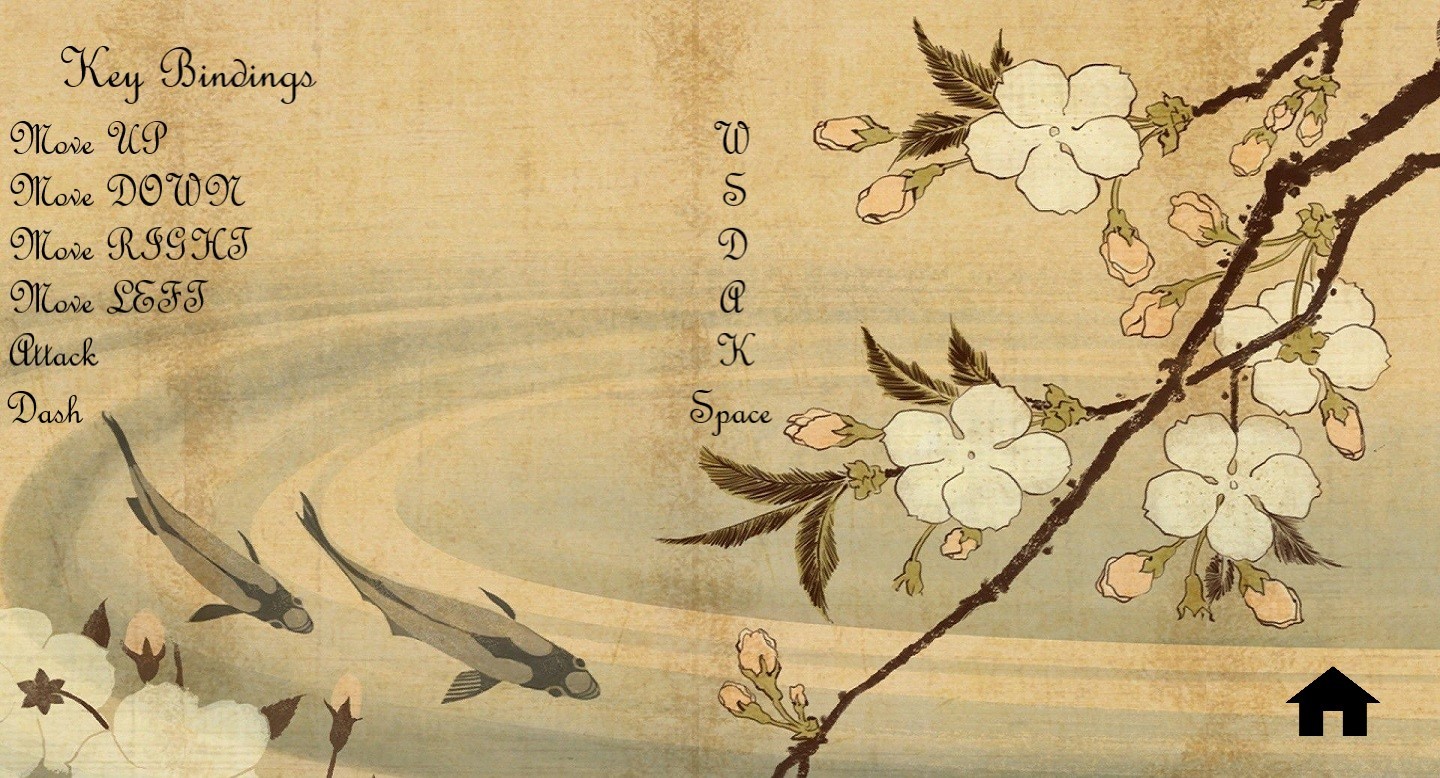 Key Bindings
Move UP W
Move DOWN S
Move RIGHT D
Move LEFT A
Attack K
Dash Space